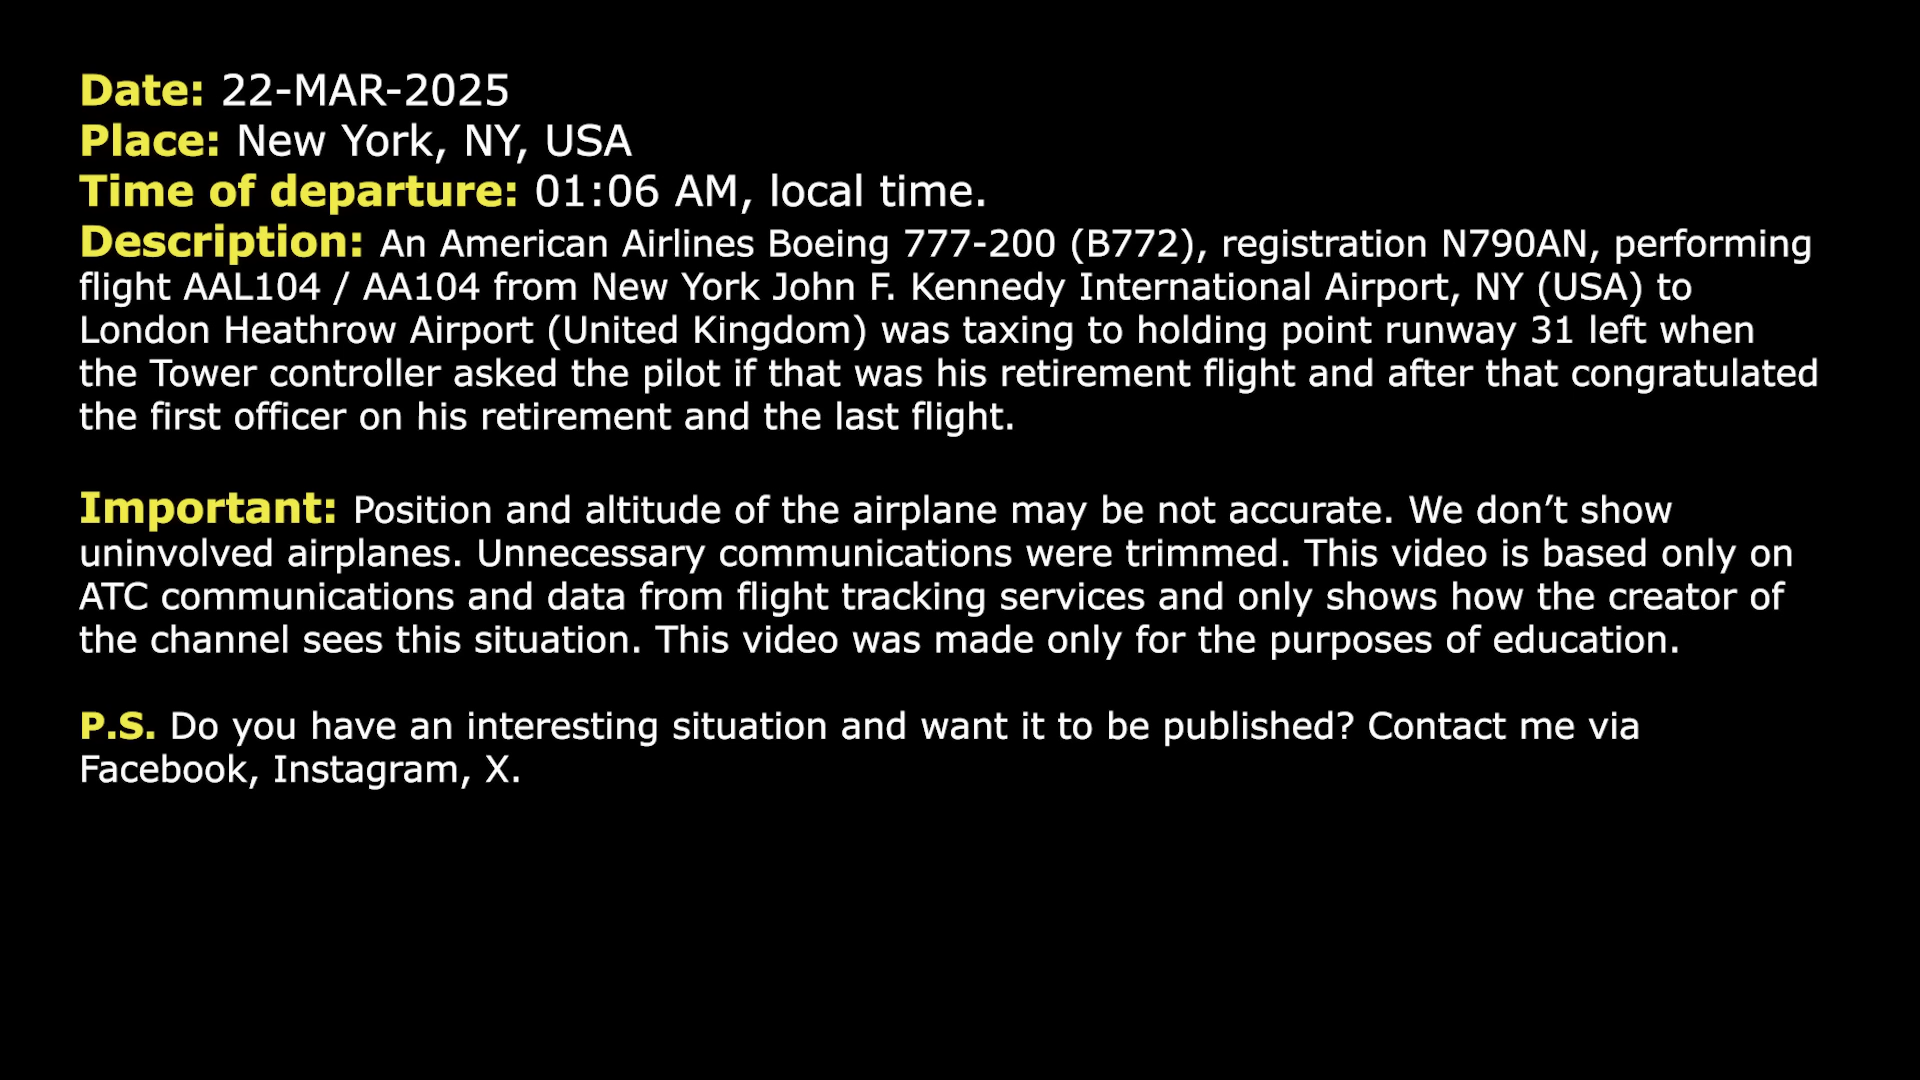 Date: 22-MAR-2025
Place: New York, NY, USA
Time of departure: 01:06 AM, local time.
Description: An American Airlines Boeing 777-200 (B772), registration N790AN, performing
flight AAL104 / AA104 from New York John F. Kennedy International Airport, NY (USA) to
London Heathrow Airport (United Kingdom) was taxing to holding point runway 31 left when
the Tower controller asked the pilot if that was his retirement flight and after that congratulated
the first officer on his retirement and the last flight.
Important: Position and altitude of the airplane may be not accurate. We don’t show
uninvolved airplanes. Unnecessary communications were trimmed. This video is based only on
ATC communications and data from flight tracking services and only shows how the creator of
the channel sees this situation. This video was made only for the purposes of education.
P.S. Do you have an interesting situation and want it to be published? Contact me via
Facebook, Instagram, X.